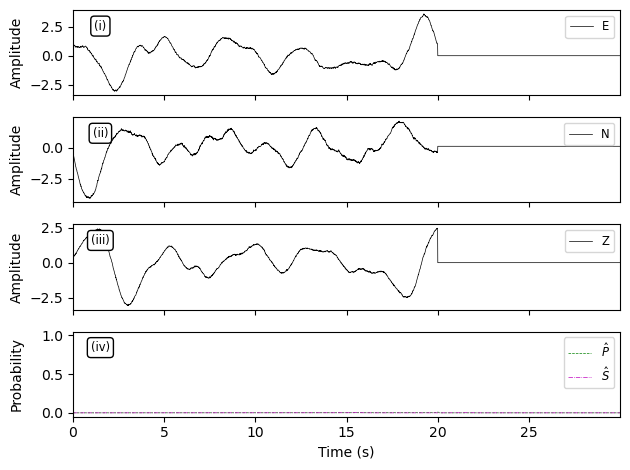 (i)
E
2.5
0.0
−2.5
Amplitude
(ii)
N
0.0
−2.5
Amplitude
(iii)
Z
2.5
0.0
−2.5
Amplitude
(iv)
P̂
Ŝ
1.0
0.5
0.0
Probability
0 5 10 15 20 25
Time (s)